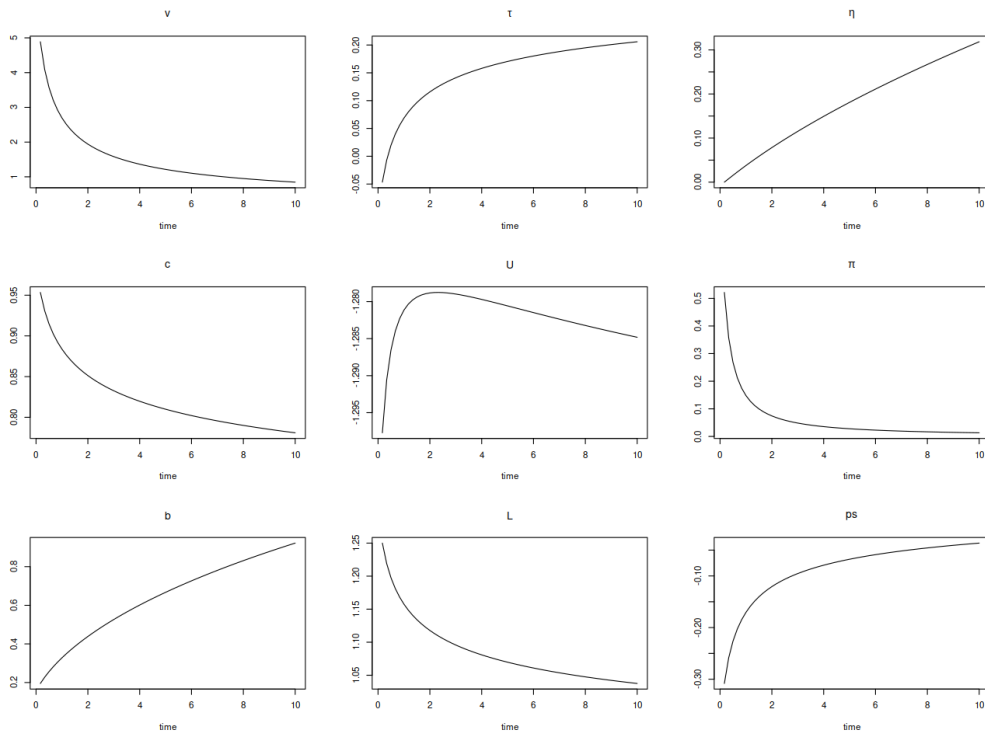 v
5
4
3
2
1
0 2 4 6 8 10
time
τ
0.20
0.15
0.10
0.05
0.00
-0.05
0 2 4 6 8 10
time
η
0.30
0.20
0.10
0.00
0 2 4 6 8 10
time
c
0.95
0.90
0.85
0.80
0 2 4 6 8 10
time
U
-1.280
-1.285
-1.290
-1.295
0 2 4 6 8 10
time
π
0.5
0.4
0.3
0.2
0.1
0.0
0 2 4 6 8 10
time
b
0.8
0.6
0.4
0.2
0 2 4 6 8 10
time
L
1.25
1.20
1.15
1.10
1.05
0 2 4 6 8 10
time
ps
-0.10
-0.20
-0.30
0 2 4 6 8 10
time